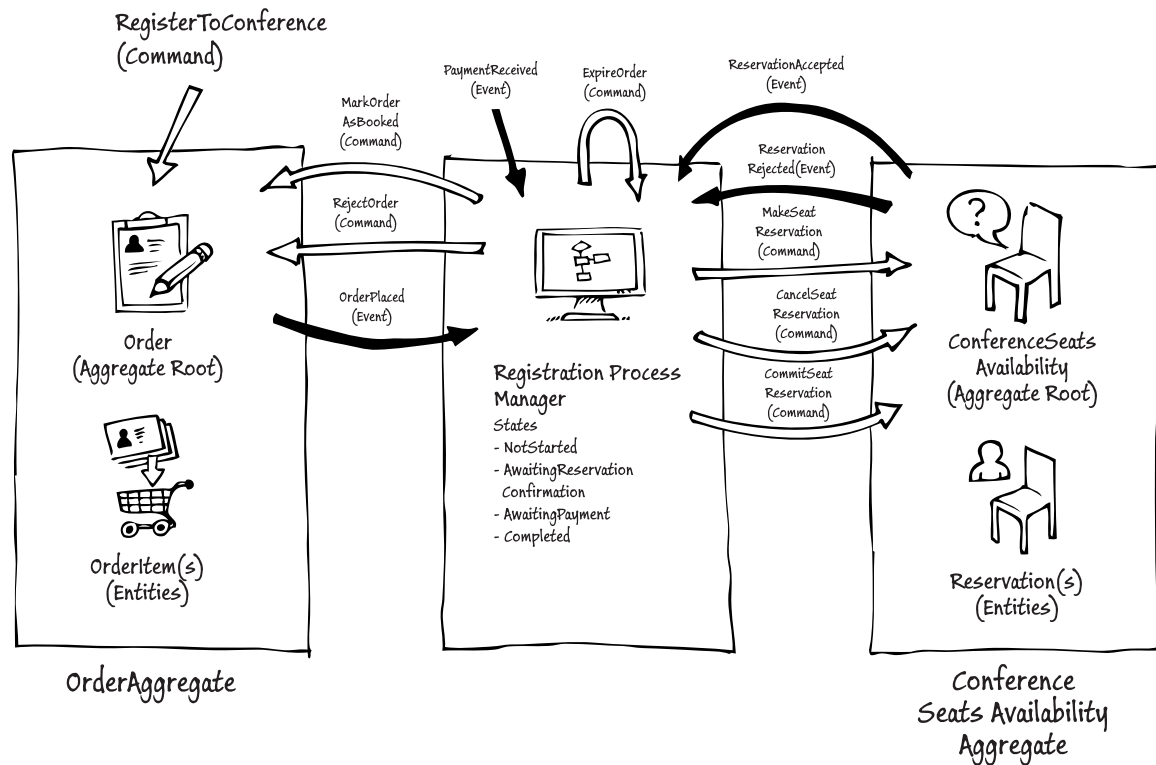 RegisterToConference
(Command)
PaymentReceived
(Event)
ExpireOrder
(Command)
ReservationAccepted
(Event)
MarkOrder
AsBooked
(Command)
Reservation
Rejected(Event)
RejectOrder
(Command)
MakeSeat
Reservation
(Command)
?
OrderPlaced
(Event)
CancelSeat
Reservation
(Command)
Order
(Aggregate Root)
ConferenceSeats
Availability
(Aggregate Root)
CommitSeat
Reservation
(Command)
Registration Process
Manager
States
- NotStarted
- AwaitingReservation
Confirmation
- AwaitingPayment
- Completed
OrderItem(s)
(Entities)
Reservation(s)
(Entities)
OrderAggregate
Conference
Seats Availability
Aggregate